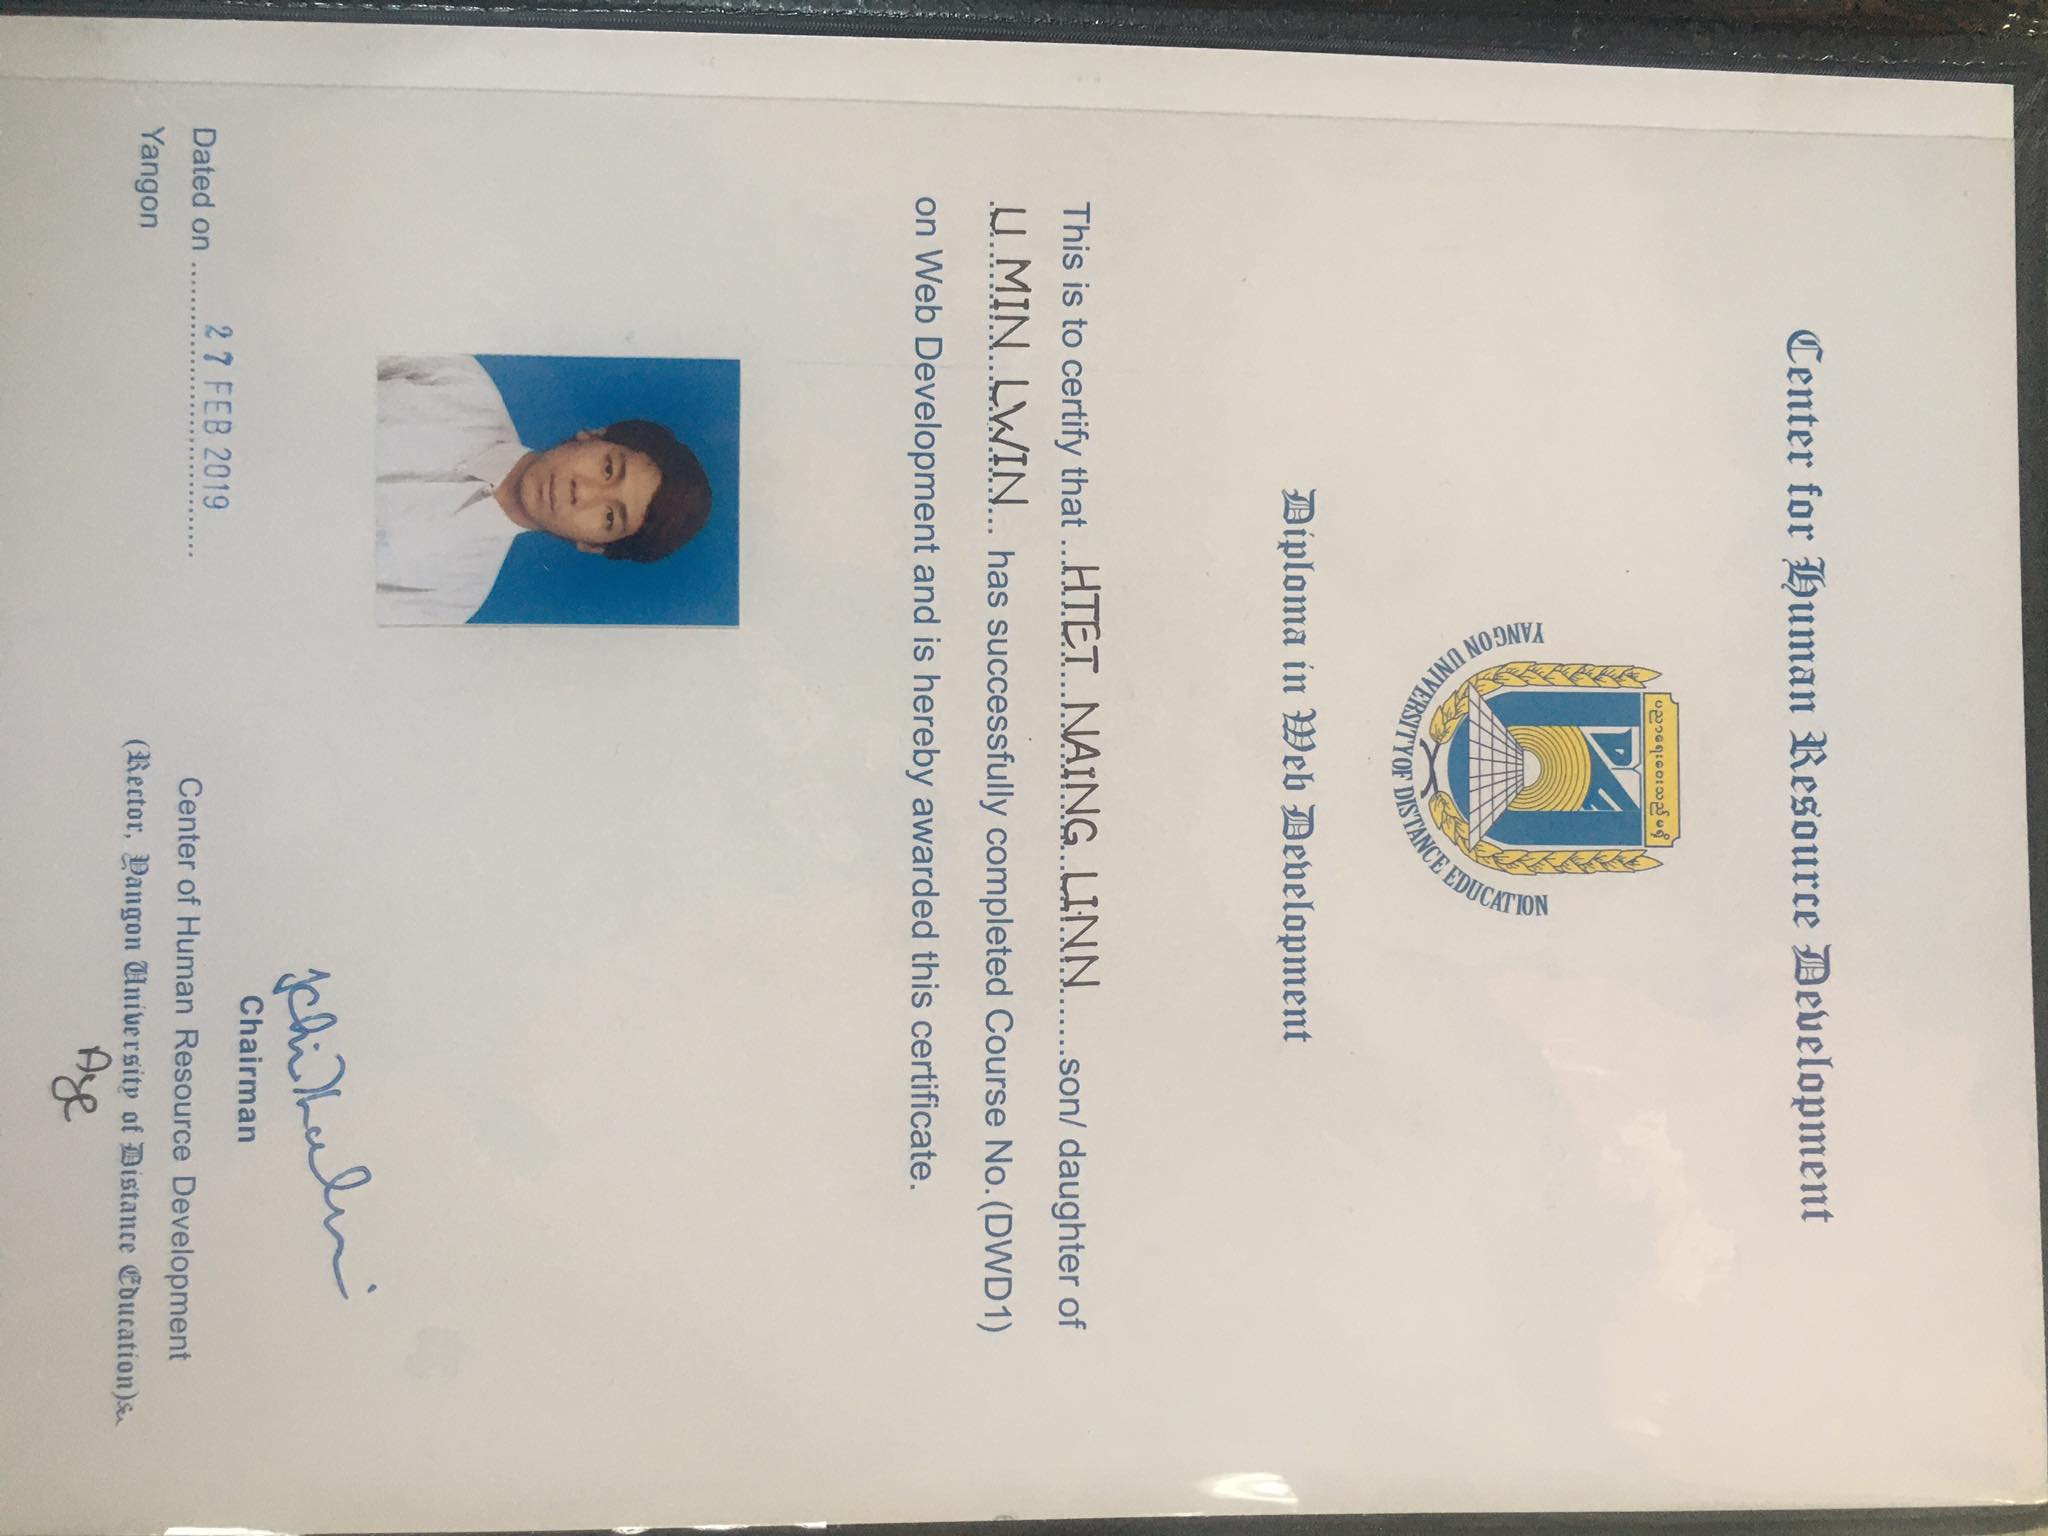 Center for Human Resource Development
ပညာရေးဝေးသည်မရှိ
DE
YANGON UNIVERSITY OF DISTANCE EDUCATION
Diploma in Web Development
This is to certify that ...HTET NAING LINN.......son/ daughter of
U MIN LWIN... has successfully completed Course No.(DWD1)
on Web Development and is hereby awarded this certificate.
Chairman
Dated on 27 FEB 2019
Center of Human Resource Development
Yangon
(Rector, Yangon University of Distance Education)
Aye